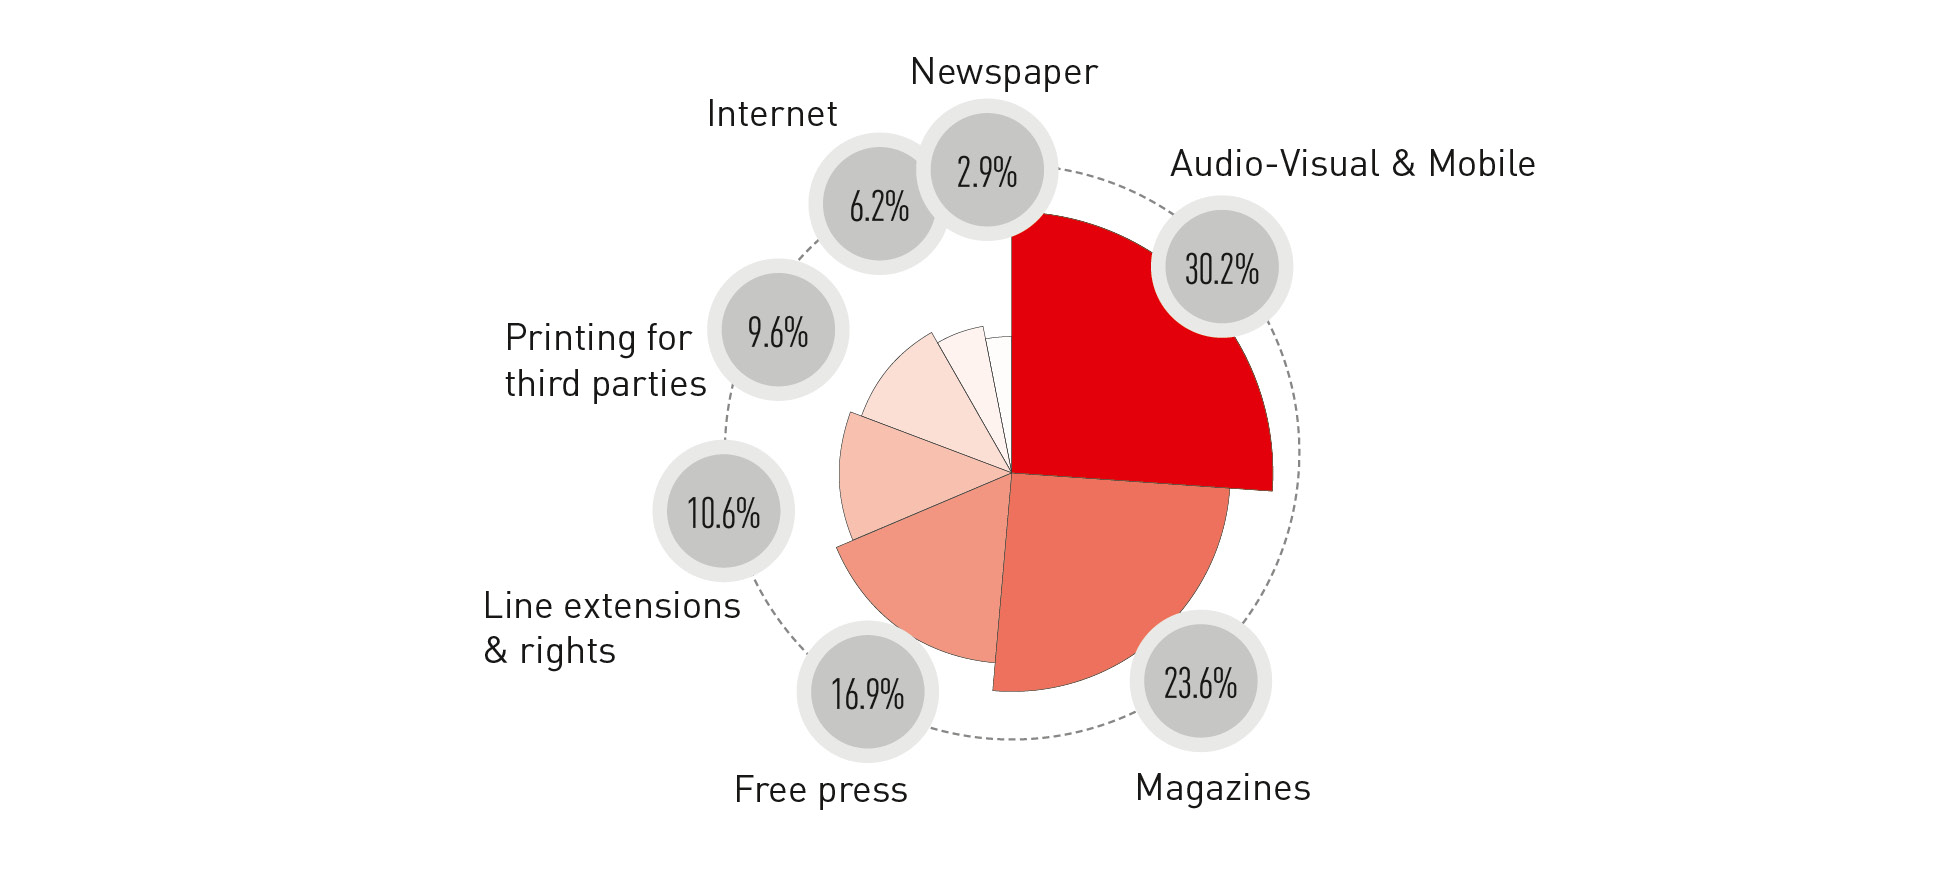 Newspaper
2.9%
Internet
6.2%
Audio-Visual & Mobile
30.2%
Printing for
third parties
9.6%
10.6%
Line extensions
& rights
16.9%
Free press
23.6%
Magazines